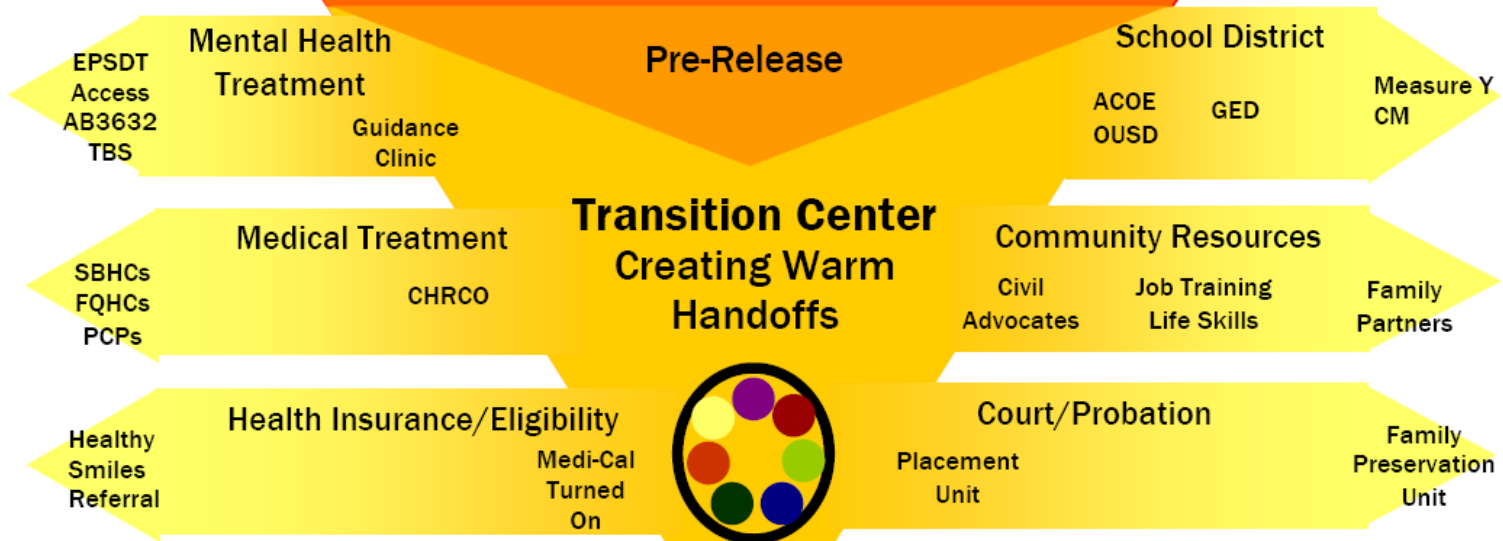 Pre-Release
Mental Health
Treatment
EPSDT
Access
AB3632
TBS
Guidance
Clinic
School District
ACOE
OUSD
GED
Measure Y
CM
Transition Center
Creating Warm
Handoffs
Medical Treatment
SBHCs
FQHCs
PCPs
CHRCO
Community Resources
Civil
Advocates
Job Training
Life Skills
Family
Partners
Health Insurance/Eligibility
Healthy
Smiles
Referral
Medi-Cal
Turned
On
Court/Probation
Placement
Unit
Family
Preservation
Unit